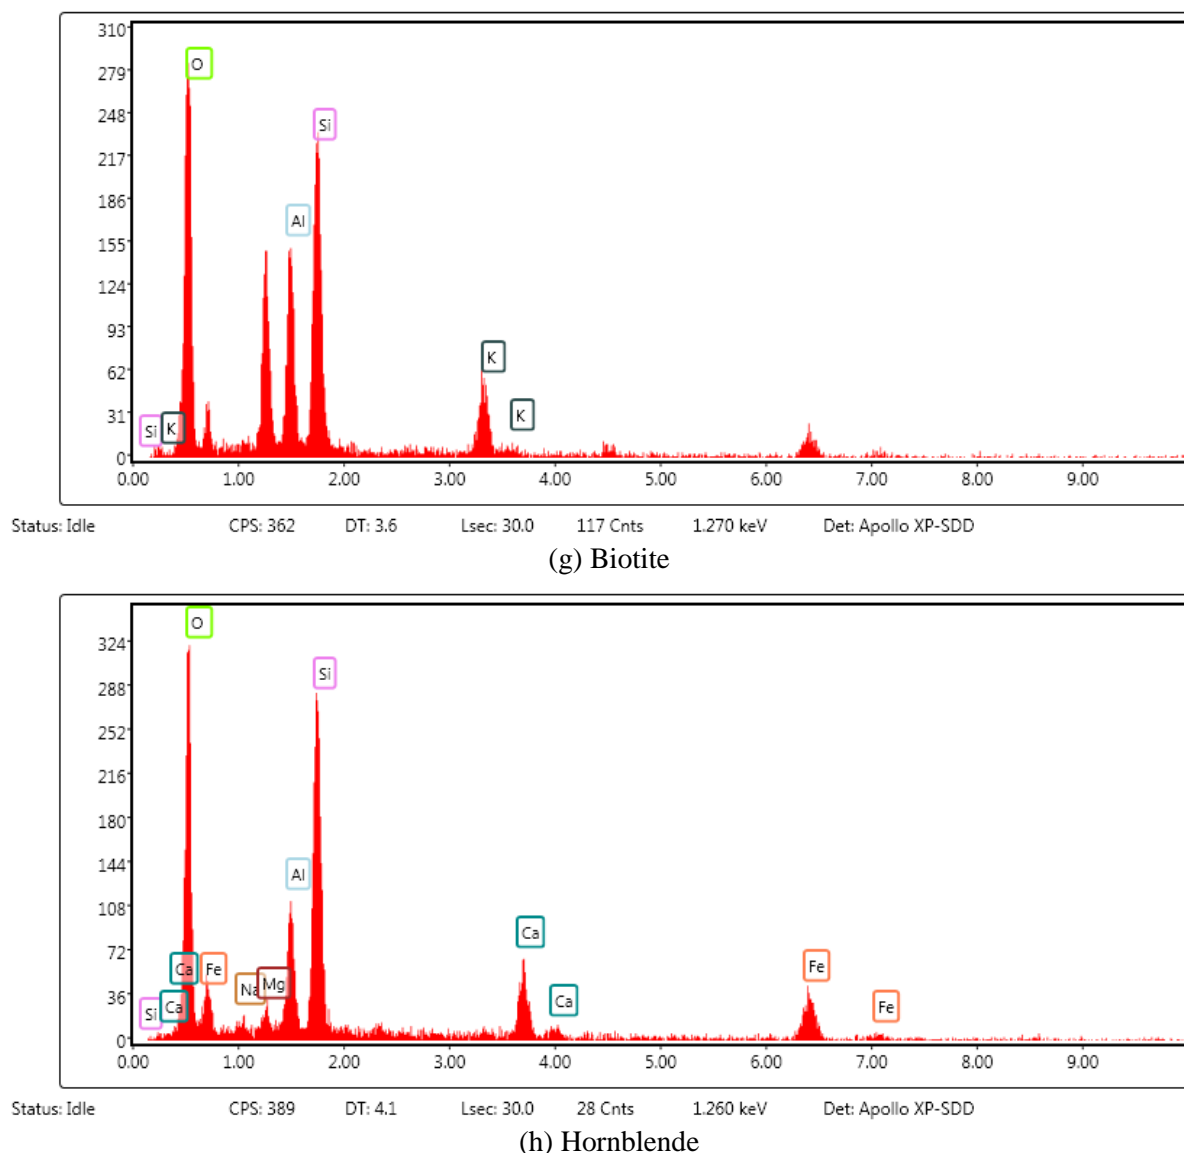 310
279
248
217
186
155
124
93
62
31
0
O
Si
Al
K
K
Si
K
0.00 1.00 2.00 3.00 4.00 5.00 6.00 7.00 8.00 9.00
Status: Idle CPS: 362 DT: 3.6 Lsec: 30.0 117 Cnts 1.270 keV Det: Apollo XP-SDD
(g) Biotite
324
288
252
216
180
144
108
72
36
0
O
Si
Al
Ca
Ca
Fe
Na
Mg
Si
Ca
Ca
Fe
Fe
0.00 1.00 2.00 3.00 4.00 5.00 6.00 7.00 8.00 9.00
Status: Idle CPS: 389 DT: 4.1 Lsec: 30.0 28 Cnts 1.260 keV Det: Apollo XP-SDD
(h) Hornblende